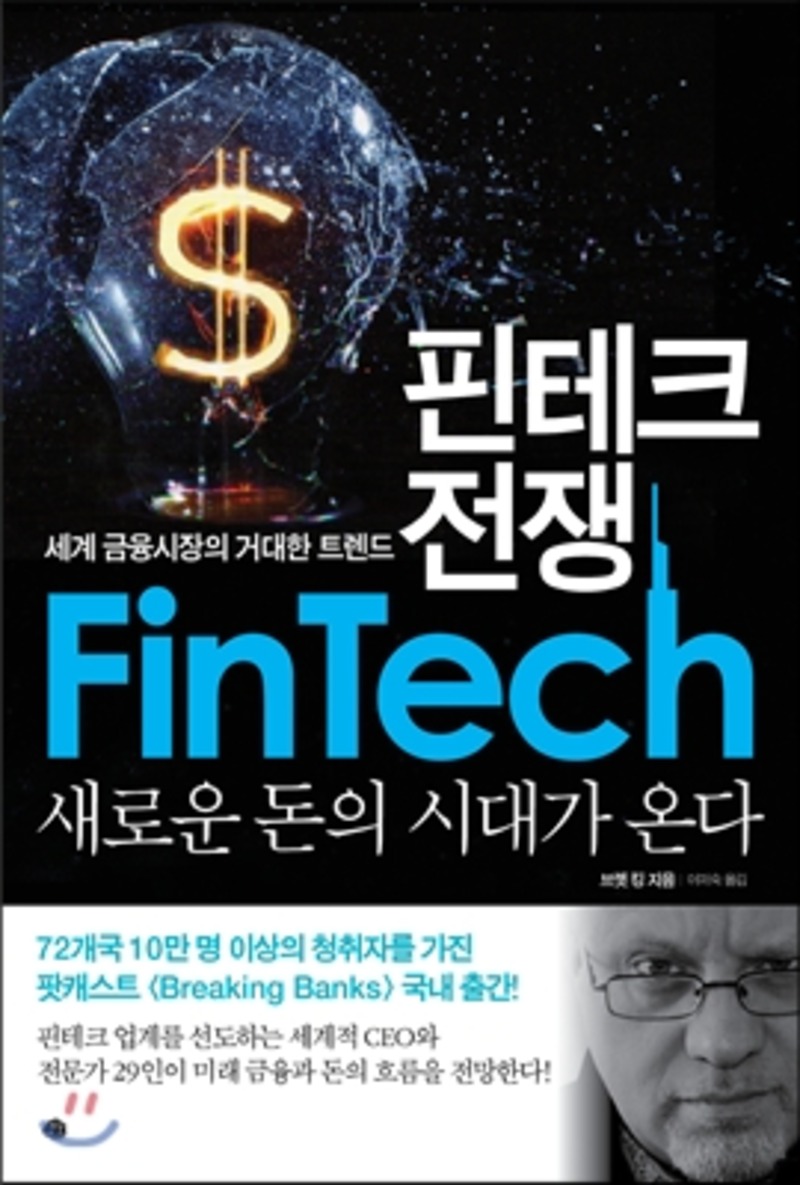 핀테크
전쟁
세계 금융시장의 거대한 트렌드
FinTech
새로운 돈의 시대가 온다
브렛 킹 지음 | 이미숙 옮김
72개국 10만 명 이상의 청취자를 가진
팟캐스트 〈Breaking Banks〉 국내 출간!
핀테크 업계를 선도하는 세계적 CEO와
전문가 29인이 미래 금융과 돈의 흐름을 전망한다!